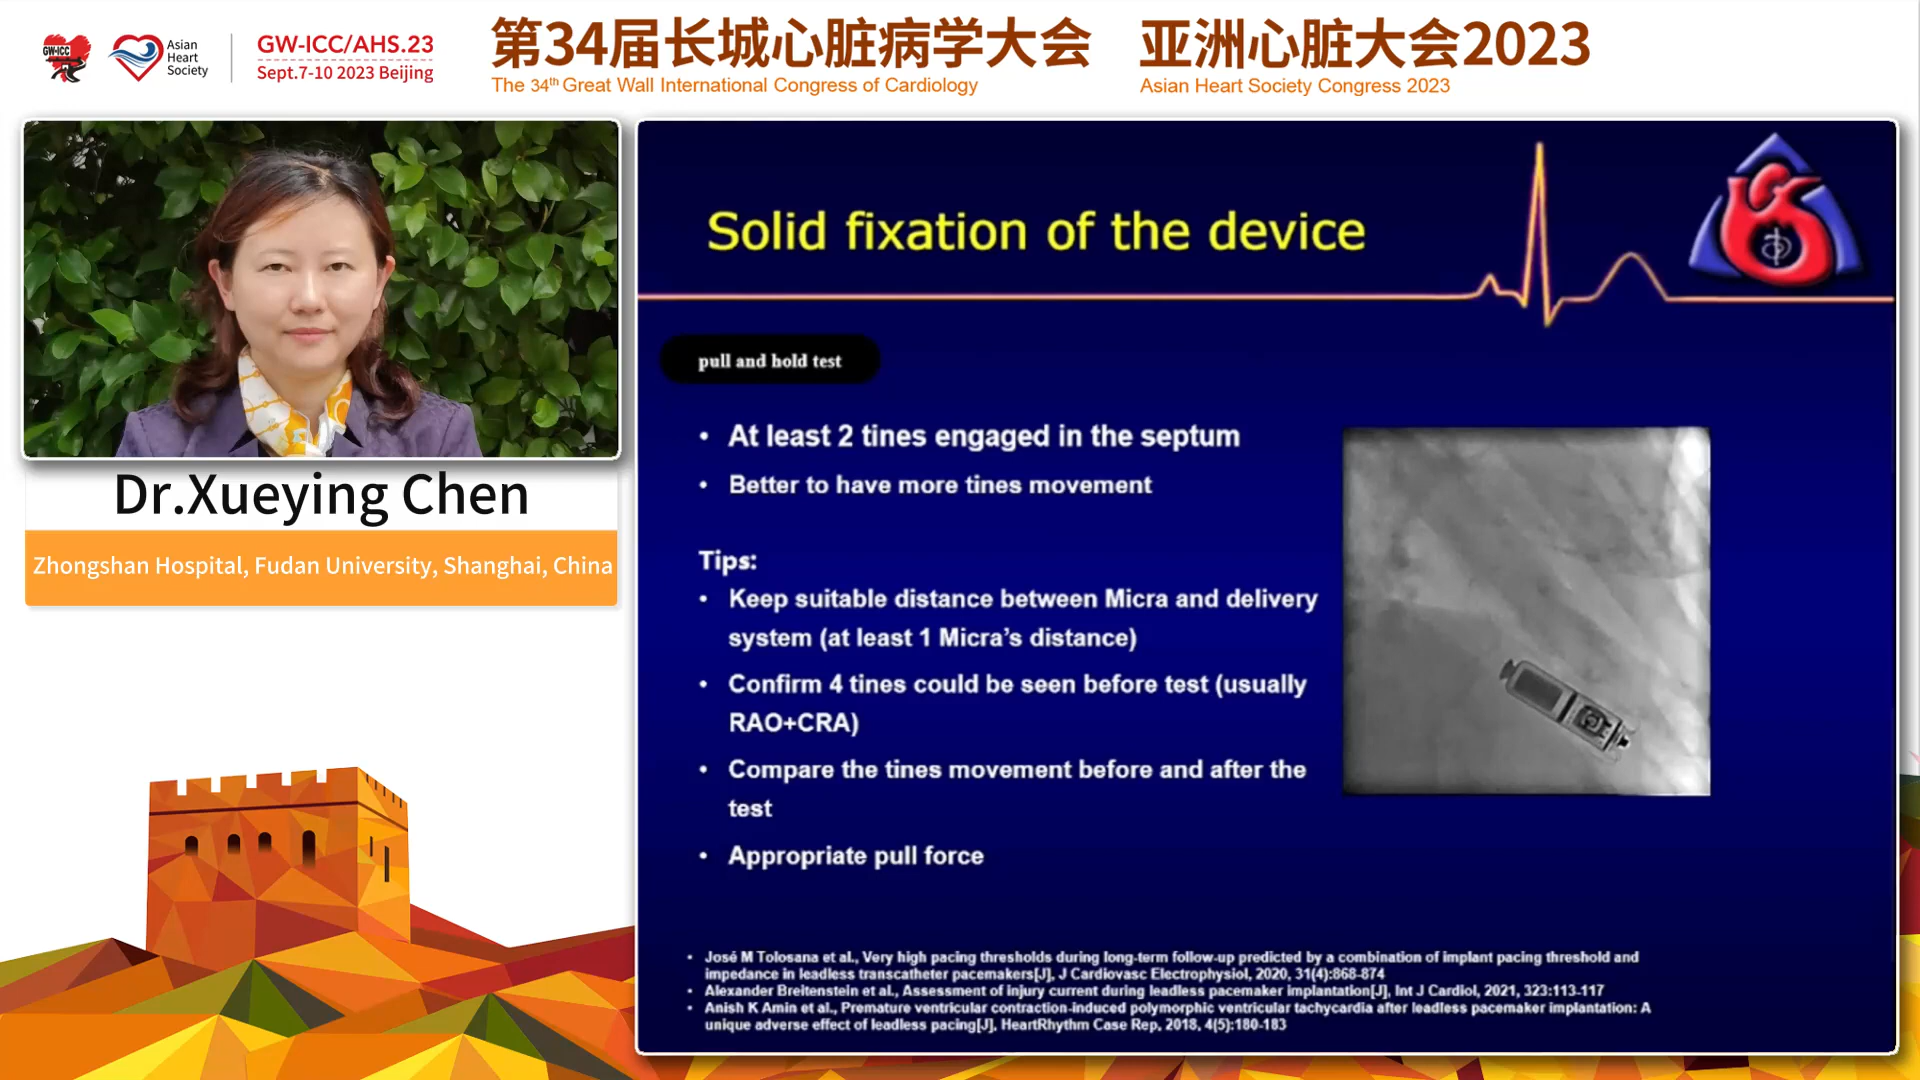 GW-ICC
Asian
Heart
Society
GW-ICC/AHS.23
Sept.7-10 2023 Beijing
第34届长城心脏病学大会
The 34th Great Wall International Congress of Cardiology
亚洲心脏大会2023
Asian Heart Society Congress 2023
Dr.Xueying Chen
Zhongshan Hospital, Fudan University, Shanghai, China
Solid fixation of the device
pull and hold test
• At least 2 tines engaged in the septum
• Better to have more tines movement
Tips:
• Keep suitable distance between Micra and delivery
system (at least 1 Micra’s distance)
• Confirm 4 tines could be seen before test (usually
RAO+CRA)
• Compare the tines movement before and after the
test
• Appropriate pull force
• José M Tolosana et al., Very high pacing thresholds during long-term follow-up predicted by a combination of implant pacing threshold and
impedance in leadless transcatheter pacemakers[J], J Cardiovasc Electrophysiol, 2020, 31(4):868-874
• Alexander Breitenstein et al., Assessment of injury current during leadless pacemaker implantation[J], Int J Cardiol, 2021, 323:113-117
• Anish K Amin et al., Premature ventricular contraction-induced polymorphic ventricular tachycardia after leadless pacemaker implantation: A
unique adverse effect of leadless pacing[J], HeartRhythm Case Rep, 2018, 4(5):180-183